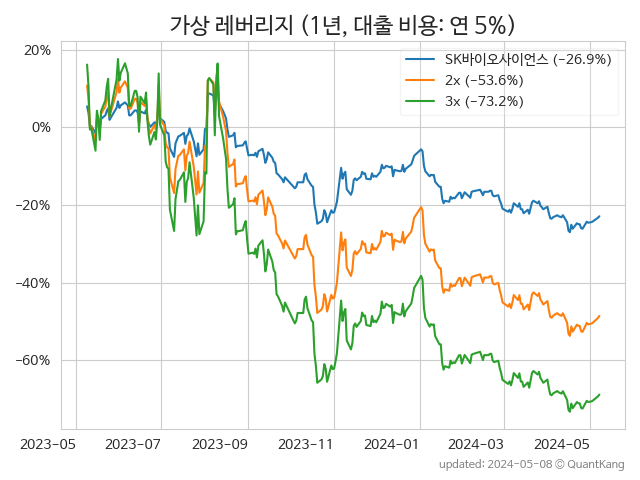 가상 레버리지 (1년, 대출 비용: 연 5%)
SK바이오사이언스 (−26.9%)
2x (−53.6%)
3x (−73.2%)
20%
0%
−20%
−40%
−60%
2023-05 2023-07 2023-09 2023-11 2024-01 2024-03 2024-05
updated: 2024-05-08 © QuantKang